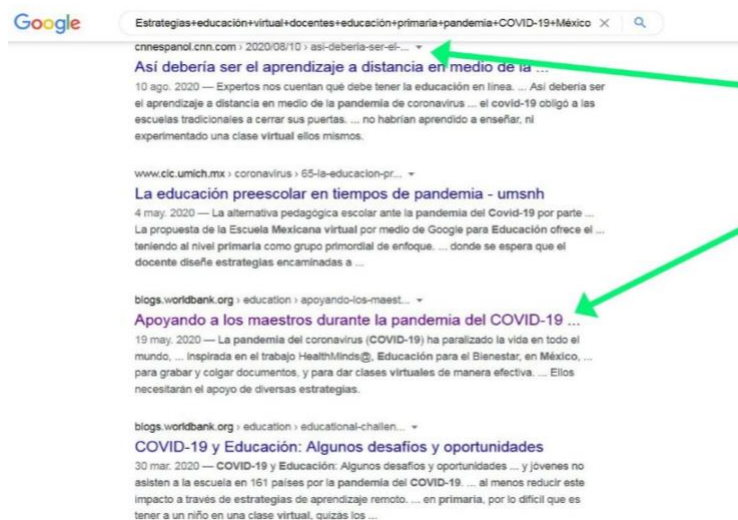 Google
Estrategias+educación+virtual+docentes+educación+primaria+pandemia+COVID-19+México
cnnespanol.cnn.com › 2020/08/10 › asi-deberia-ser-el-...
Así debería ser el aprendizaje a distancia en medio de la ...
10 ago. 2020 — Expertos nos cuentan qué debe tener la educación en línea. ... Así debería ser
el aprendizaje a distancia en medio de la pandemia de coronavirus ... el covid-19 obligó a las
escuelas tradicionales a cerrar sus puertas. ... no habrían aprendido a enseñar, ni
experimentado una clase virtual ellos mismos.
www.cic.umich.mx › coronavirus › 65-la-educacion-pr...
La educación preescolar en tiempos de pandemia - umsnh
4 may. 2020 — La alternativa pedagógica escolar ante la pandemia del Covid-19 por parte ...
La propuesta de la Escuela Mexicana virtual por medio de Google para Educación ofrece el ...
teniendo al nivel primaria como grupo primordial de enfoque. ... donde se espera que el
docente diseñe estrategias encaminadas a ...
blogs.worldbank.org › education › apoyando-los-maest...
Apoyando a los maestros durante la pandemia del COVID-19 ...
19 may. 2020 — La pandemia del coronavirus (COVID-19) ha paralizado la vida en todo el
mundo, ... inspirada en el trabajo HealthMinds@, Educación para el Bienestar, en México, ...
para grabar y colgar documentos, y para dar clases virtuales de manera efectiva. ... Ellos
necesitarán el apoyo de diversas estrategias.
blogs.worldbank.org › education › educational-challen...
COVID-19 y Educación: Algunos desafíos y oportunidades
30 mar. 2020 — COVID-19 y Educación: Algunos desafíos y oportunidades ... y jóvenes no
asisten a la escuela en 161 países por la pandemia del COVID-19. ... al menos reducir este
impacto a través de estrategias de aprendizaje remoto. ... en primaria, por lo difícil que es
tener a un niño en una clase virtual, quizás los ...